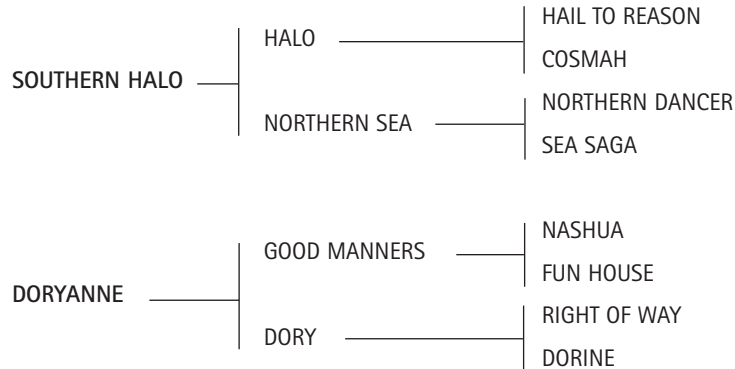 HAIL TO REASON
HALO
COSMAH
SOUTHERN HALO
NORTHERN DANCER
NORTHERN SEA
SEA SAGA
NASHUA
GOOD MANNERS
FUN HOUSE
DORYANNE
RIGHT OF WAY
DORY
DORINE